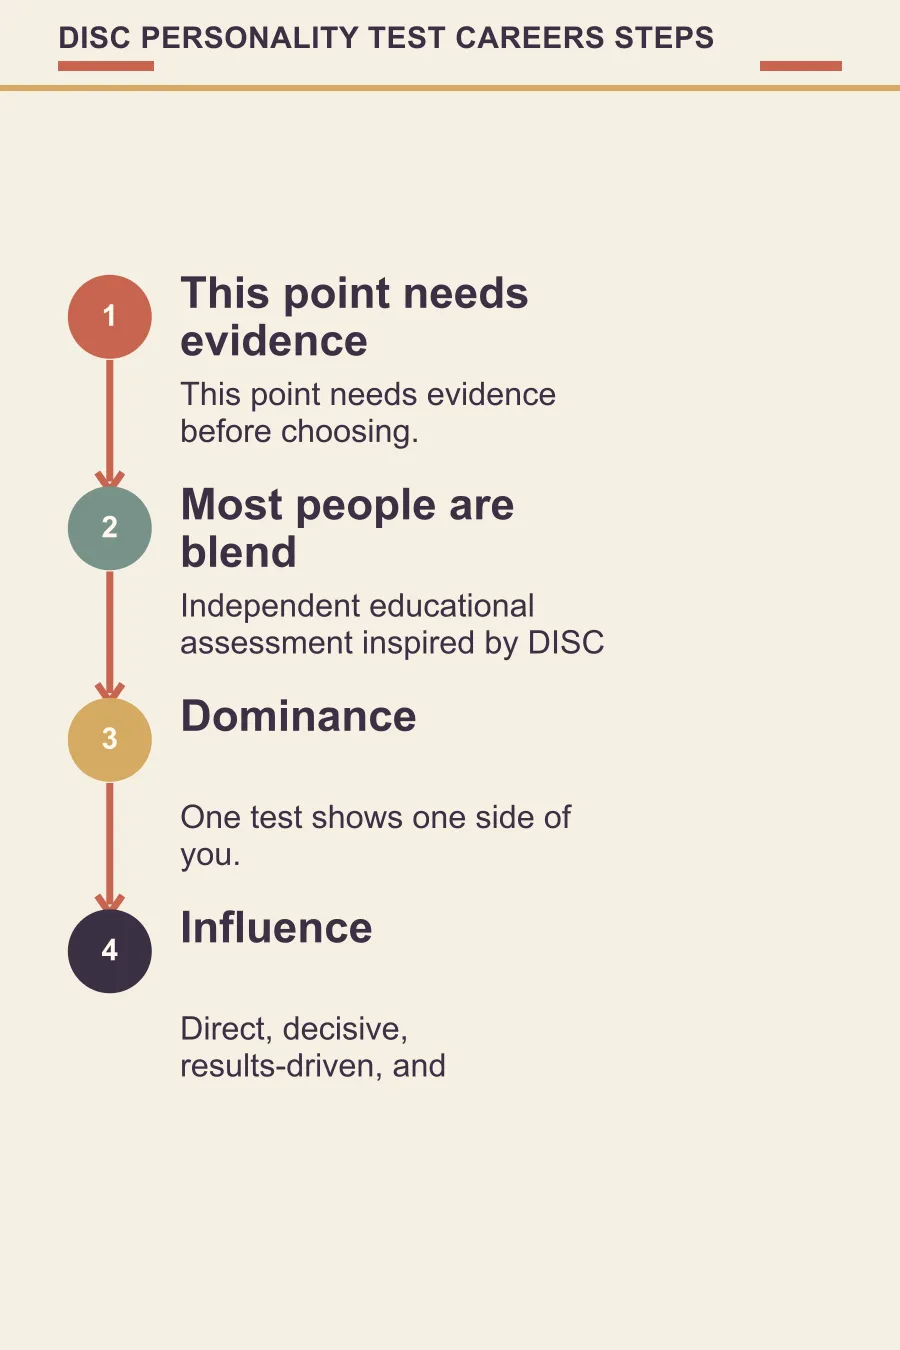 DISC PERSONALITY TEST CAREERS STEPS
1
This point needs
evidence
This point needs evidence
before choosing.
2
Most people are
blend
Independent educational
assessment inspired by DISC
3
Dominance
One test shows one side of
you.
4
Influence
Direct, decisive,
results-driven, and